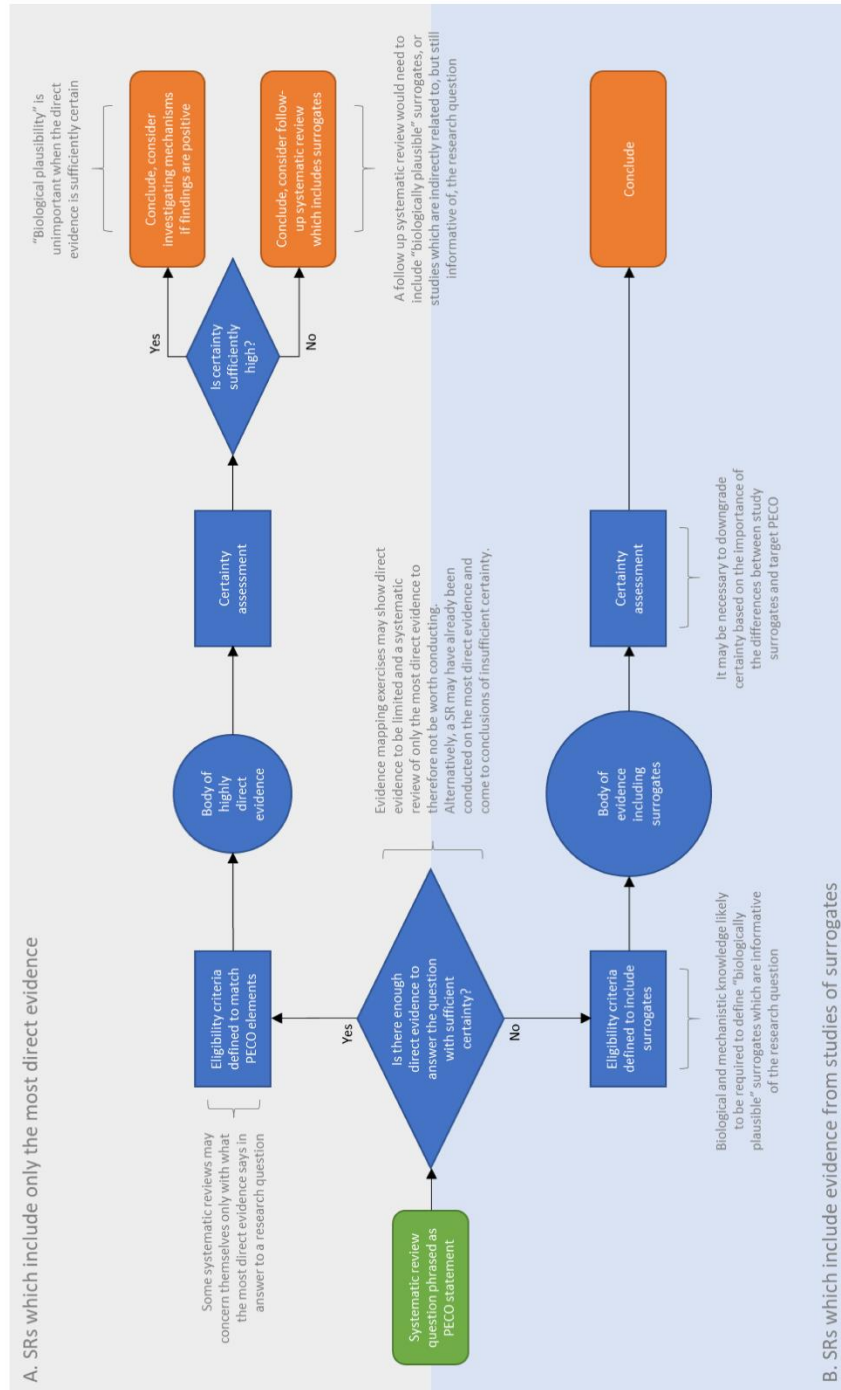 A. SRs which include only the most direct evidence
Some systematic reviews may
concern themselves only with what
the most direct evidence says in
answer to a research question
Eligibility criteria
defined to match
PECO elements
Body of
highly
direct
evidence
Certainty
assessment
Is certainty
sufficiently
high?
Yes
No
"Biological plausibility" is
unimportant when the direct
evidence is sufficiently certain
Conclude, consider
investigating mechanisms
if findings are positive
Conclude, consider follow-
up systematic review
which includes surrogates
A follow up systematic review would need to
include "biologically plausible" surrogates, or
studies which are indirectly related to, but still
informative of, the research question
Systematic review
question phrased as
PECO statement
Yes
Is there enough
direct evidence to
answer the question
with sufficient
certainty?
No
Evidence mapping exercises may show direct
evidence to be limited and a systematic
review of only the most direct evidence to
therefore not be worth conducting.
Alternatively, a SR may have already been
conducted on the most direct evidence and
come to conclusions of insufficient certainty.
Eligibility criteria
defined to include
surrogates
Biological and mechanistic knowledge likely
to be required to define "biologically
plausible" surrogates which are informative
of the research question
Body of
evidence
including
surrogates
Certainty
assessment
It may be necessary to downgrade
certainty based on the importance of
the differences between study
surrogates and target PECO
Conclude
B. SRs which include evidence from studies of surrogates